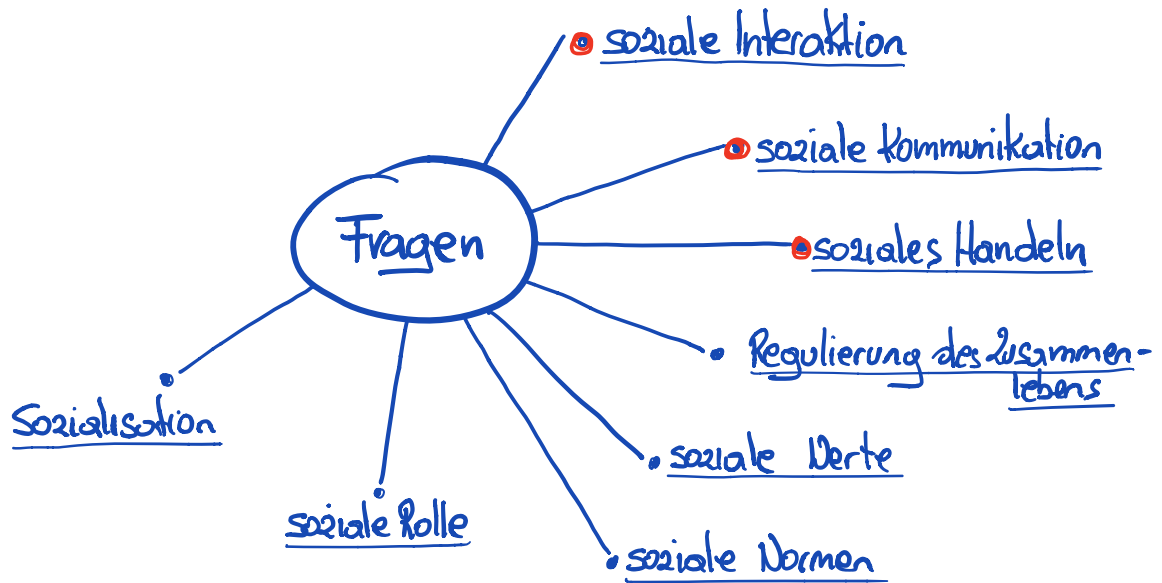 soziale Interaktion
soziale Kommunikation
Fragen
soziales Handeln
Regulierung des Zusammen-
lebens
Sozialisation
soziale Werte
soziale Rolle
soziale Normen